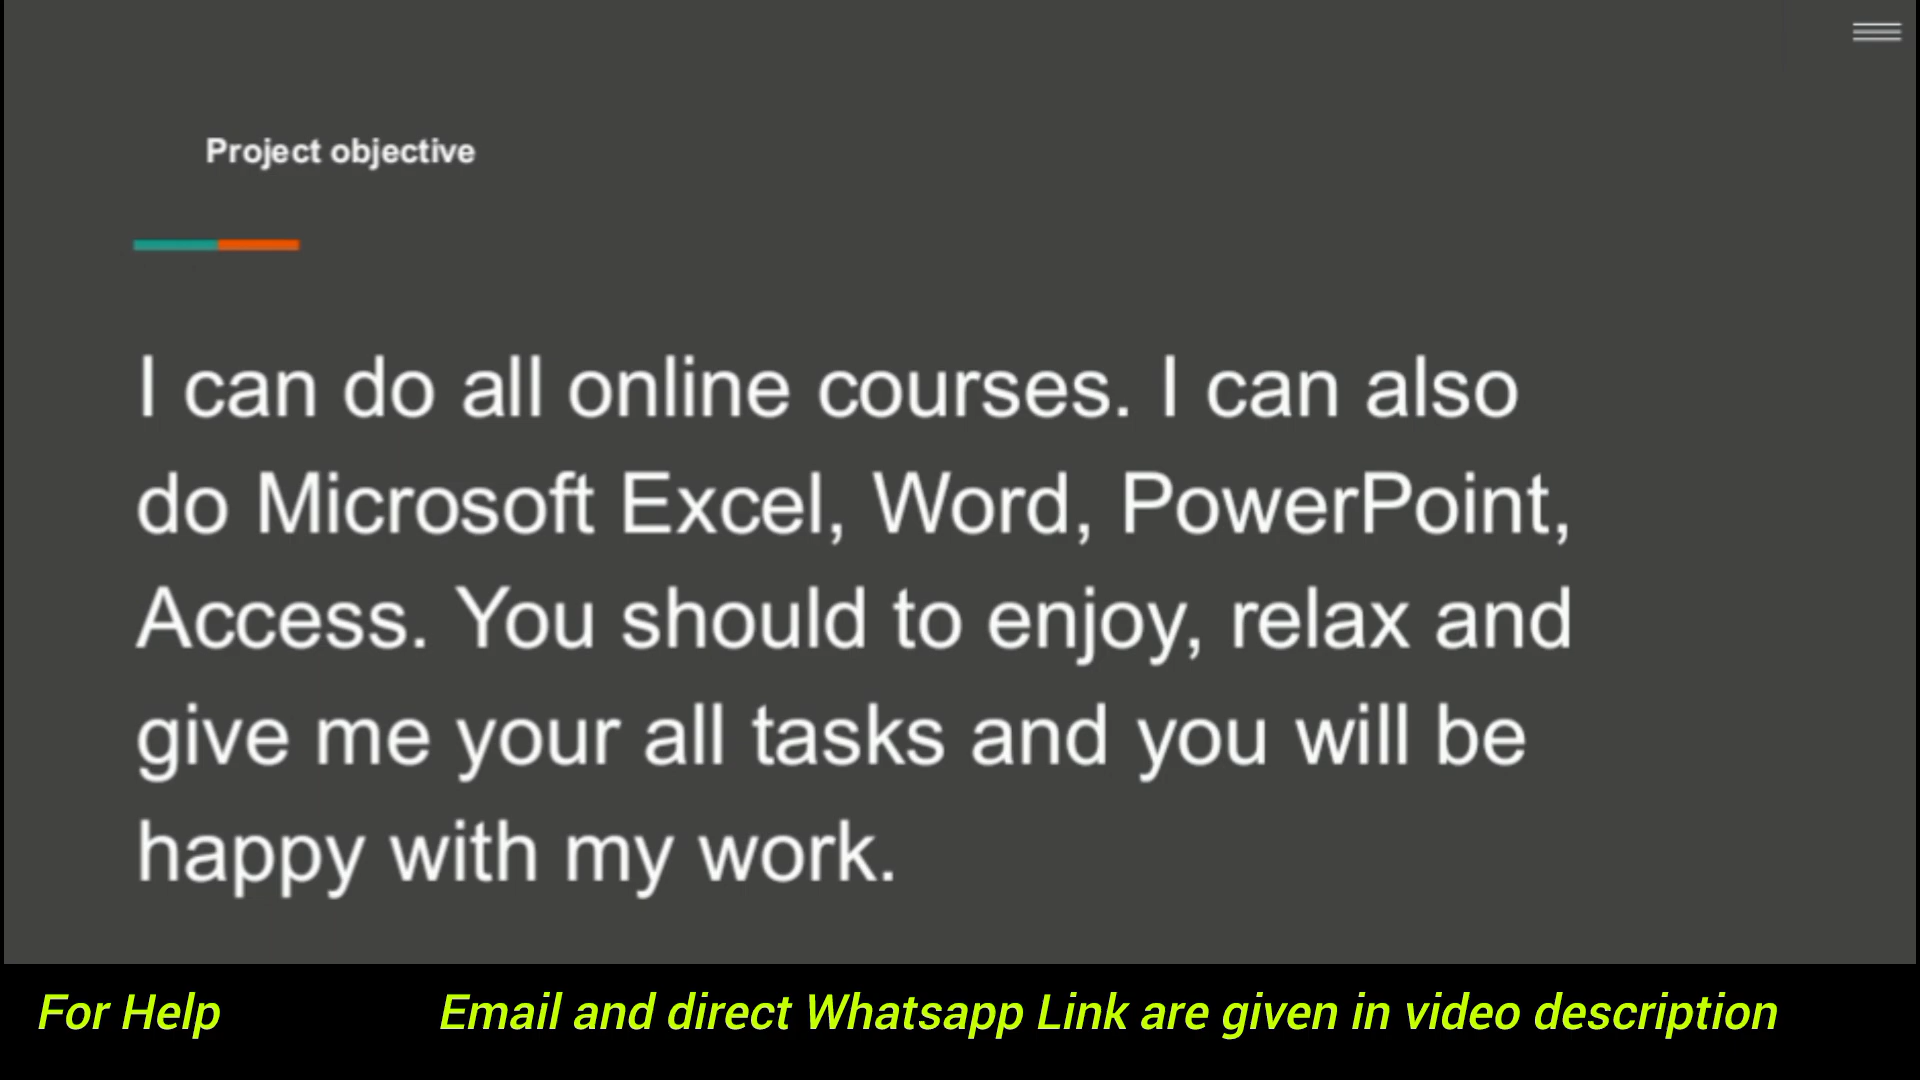 Project objective
I can do all online courses. I can also
do Microsoft Excel, Word, PowerPoint,
Access. You should to enjoy, relax and
give me your all tasks and you will be
happy with my work.
For Help Email and direct Whatsapp Link are given in video description